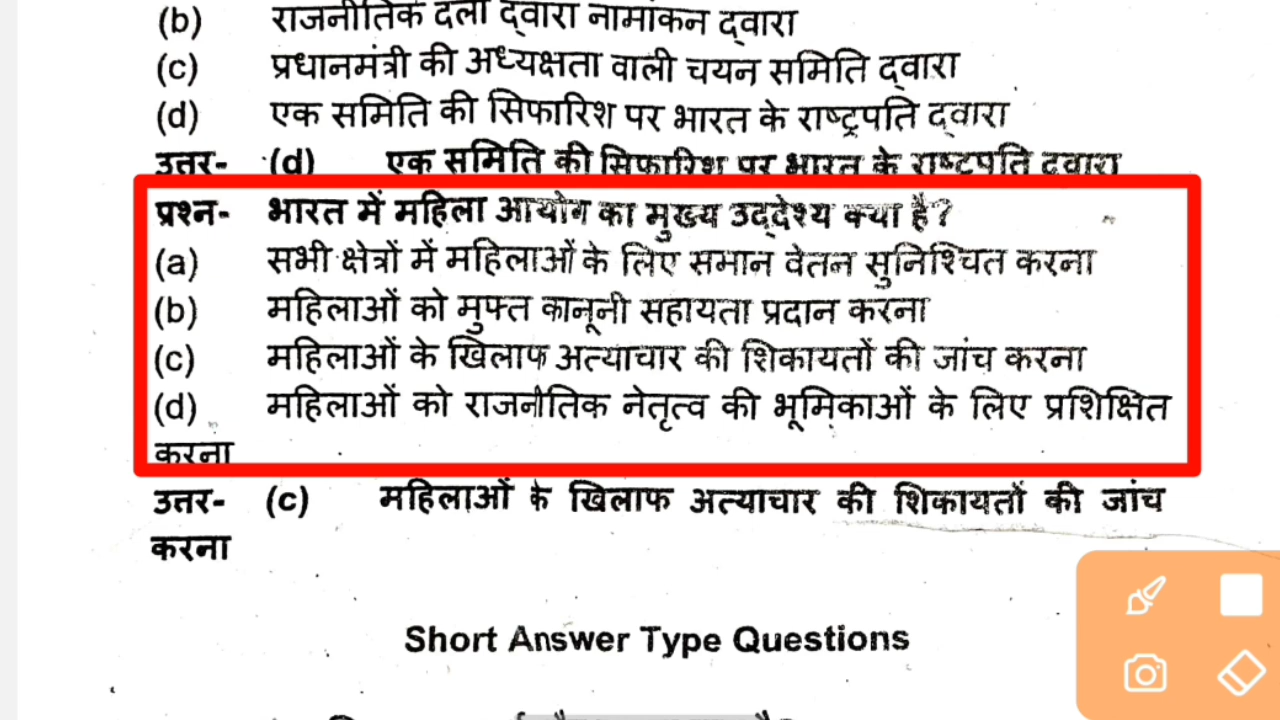 (b) राजनीतिक दलों द्वारा नामांकन द्वारा
(c) प्रधानमंत्री की अध्यक्षता वाली चयन समिति द्वारा
(d) एक समिति की सिफारिश पर भारत के राष्ट्रपति द्वारा
उत्तर- (d) एक समिति की सिफारिश पर भारत के राष्ट्रपति द्वारा
प्रश्न- भारत में महिला आयोग का मुख्य उद्देश्य क्या है?
(a) सभी क्षेत्रों में महिलाओं के लिए समान वेतन सुनिश्चित करना
(b) महिलाओं को मुफ्त कानूनी सहायता प्रदान करना
(c) महिलाओं के खिलाफ अत्याचार की शिकायतों की जांच करना
(d) महिलाओं को राजनीतिक नेतृत्व की भूमिकाओं के लिए प्रशिक्षित
करना
उत्तर- (c) महिलाओं के खिलाफ अत्याचार की शिकायतों की जांच
करना
Short Answer Type Questions